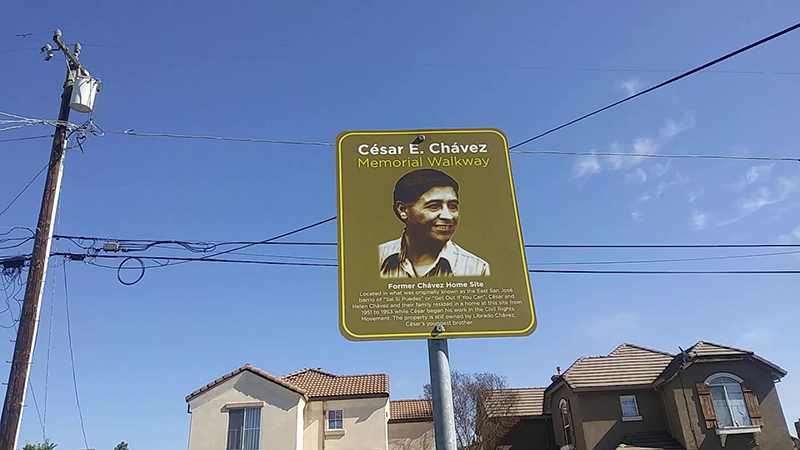 César E. Chávez
Memorial Walkway
Former Chávez Home Site
Located in what was originally known as the East San José
barrio of "Sal Si Puedes" or "Get Out If You Can", César and
Helen Chávez and their family resided in a home at this site from
1951 to 1953 while César began his work in the Civil Rights
Movement. The property is still owned by Librado Chávez,
César's youngest brother.